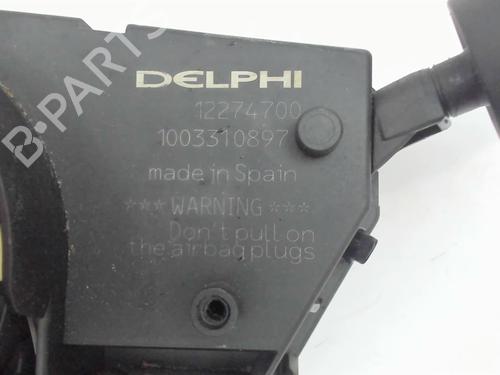 B-PARTS
DELPHI
12274700
1003310897
made in Spain
*** WARNING ***
Don't pull on
the airbag plugs